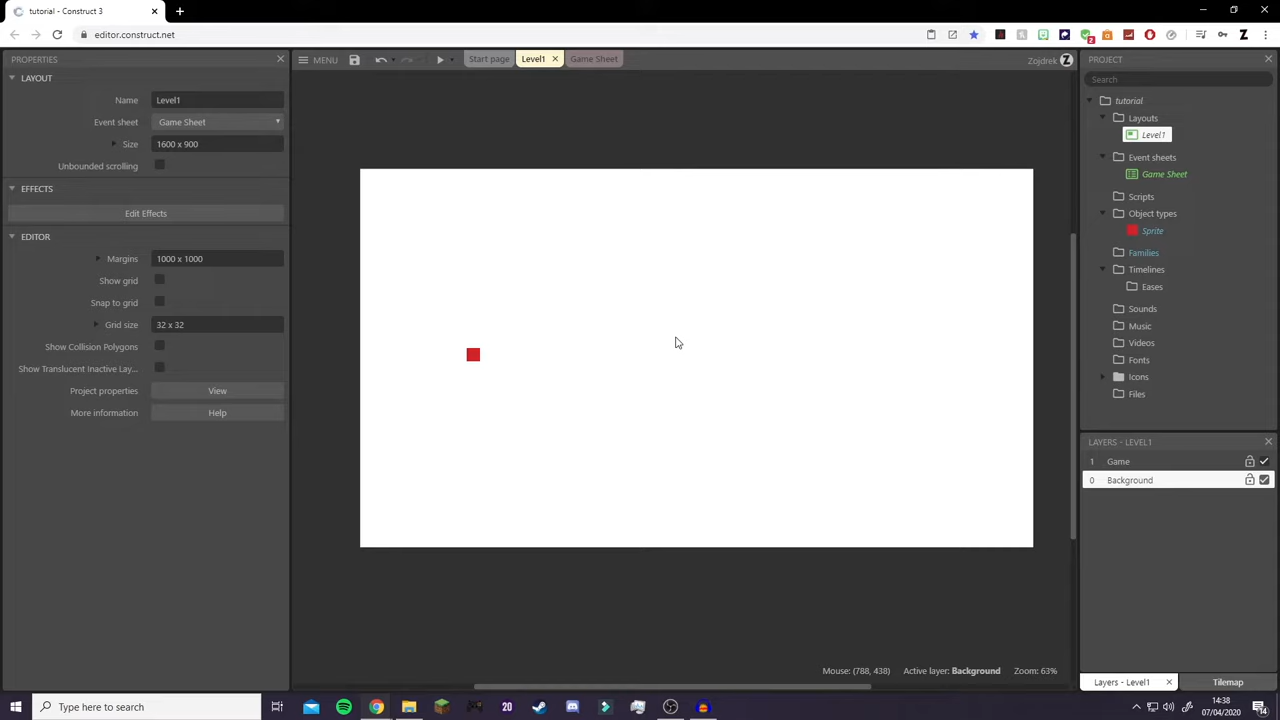 tutorial - Construct 3
editor.construct.net
PROPERTIES
LAYOUT
Name Level1
Event sheet Game Sheet
Size 1600 x 900
Unbounded scrolling
EFFECTS
Edit Effects
EDITOR
Margins 1000 x 1000
Show grid
Snap to grid
Grid size 32 x 32
Show Collision Polygons
Show Translucent Inactive Lay...
Project properties View
More information Help
MENU
Start page
Level1
Game Sheet
Zojdrek
Mouse: (788, 438) Active layer: Background Zoom: 63%
PROJECT
Search
tutorial
Layouts
Level1
Event sheets
Game Sheet
Scripts
Object types
Sprite
Families
Timelines
Eases
Sounds
Music
Videos
Fonts
Icons
Files
LAYERS - LEVEL1
1 Game
0 Background
Layers - Level1
Tilemap
Type here to search
20
14:38
07/04/2020
14